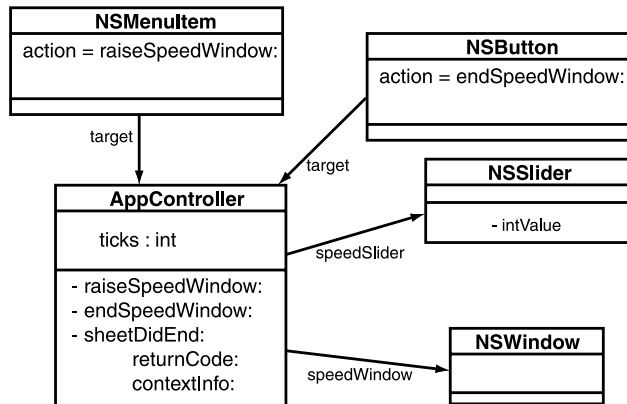 NSMenuItem
action = raiseSpeedWindow:
NSButton
action = endSpeedWindow:
target
target
NSSlider
- intValue
AppController
ticks : int
speedSlider
- raiseSpeedWindow:
- endSpeedWindow:
- sheetDidEnd:
returnCode:
contextInfo:
speedWindow
NSWindow